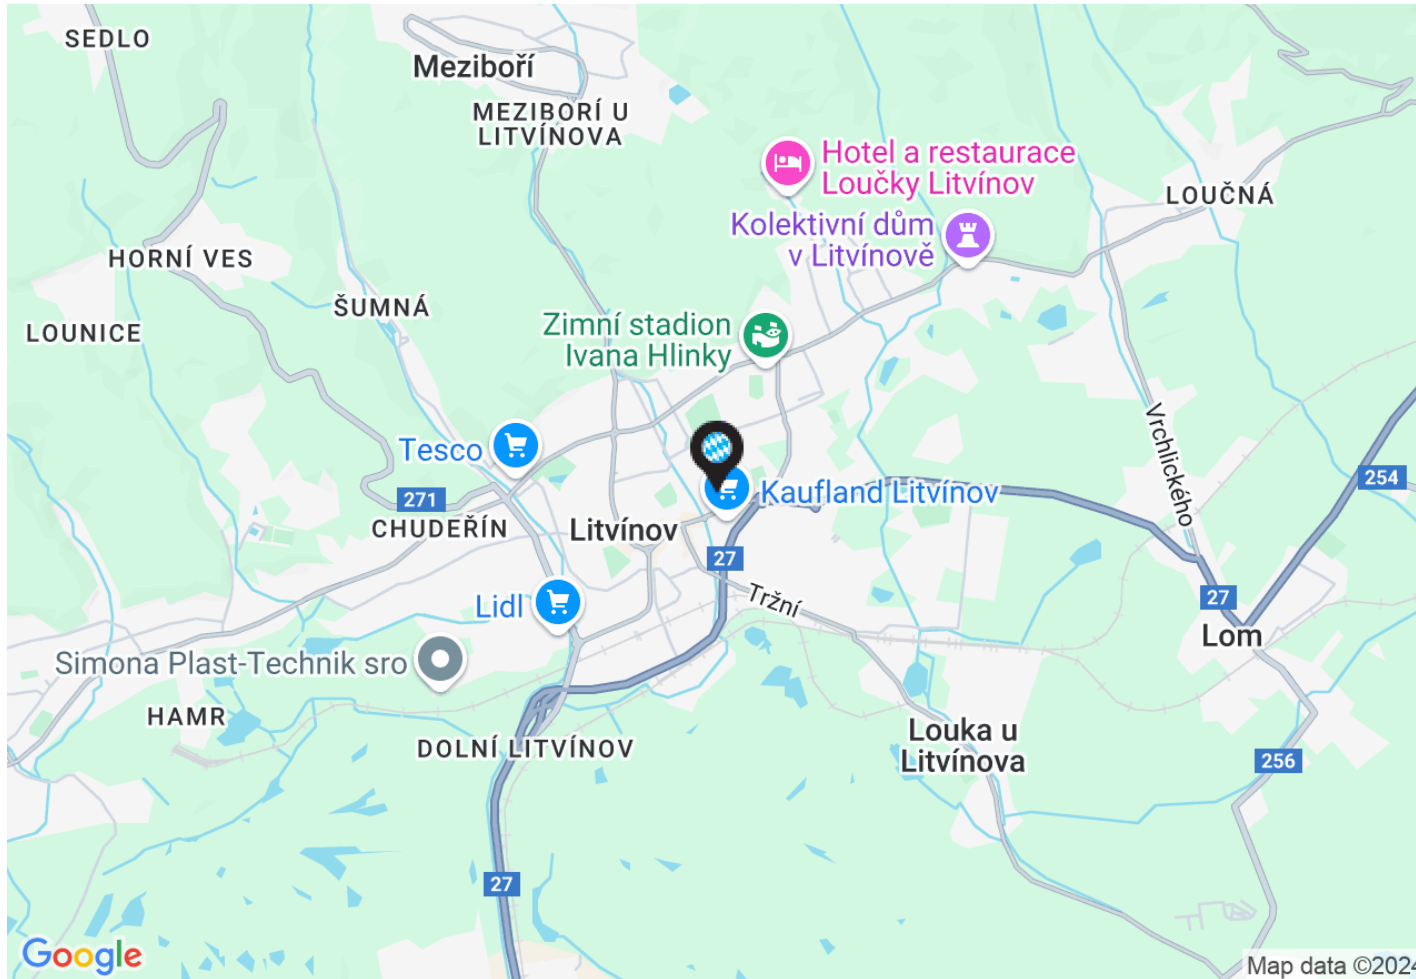 SEDLO
Meziboří
MEZIBORÍ U
LITVÍNOVA
Hotel a restaurace
Loučky Litvínov
LOUČNÁ
Kolektivní dům
v Litvínově
HORNÍ VES
ŠUMNÁ
LOUNICE
Zimní stadion
Ivana Hlinky
Vrchlického
Tesco
254
271
Kaufland Litvínov
CHUDEŘÍN
Litvínov
27
Tržní
27
Lidl
Lom
Simona Plast-Technik sro
HAMR
DOLNÍ LITVÍNOV
Louka u
Litvínova
256
27
Google
Map data ©2024